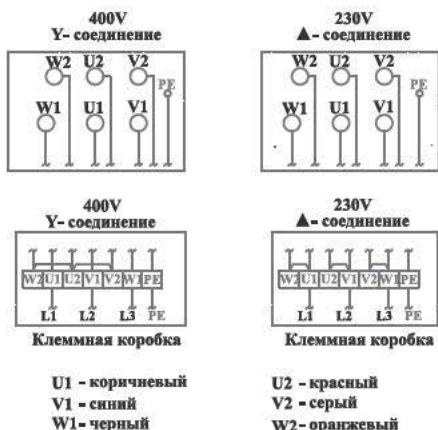 400V
Y- соединение
230V
▲- соединение
W2 U2 V2
PE
W1 U1 V1
W2 U2 V2
PE
W1 U1 V1
400V
Y- соединение
230V
▲- соединение
W2 U1 U2 V1 V2 W1 PE
L1 L2 L3 PE
Клеммная коробка
W2 U1 U2 V1 V2 W1 PE
L1 L2 L3 PE
Клеммная коробка
U1 - коричневый
V1 - синий
W1 - черный
U2 - красный
V2 - серый
W2 - оранжевый